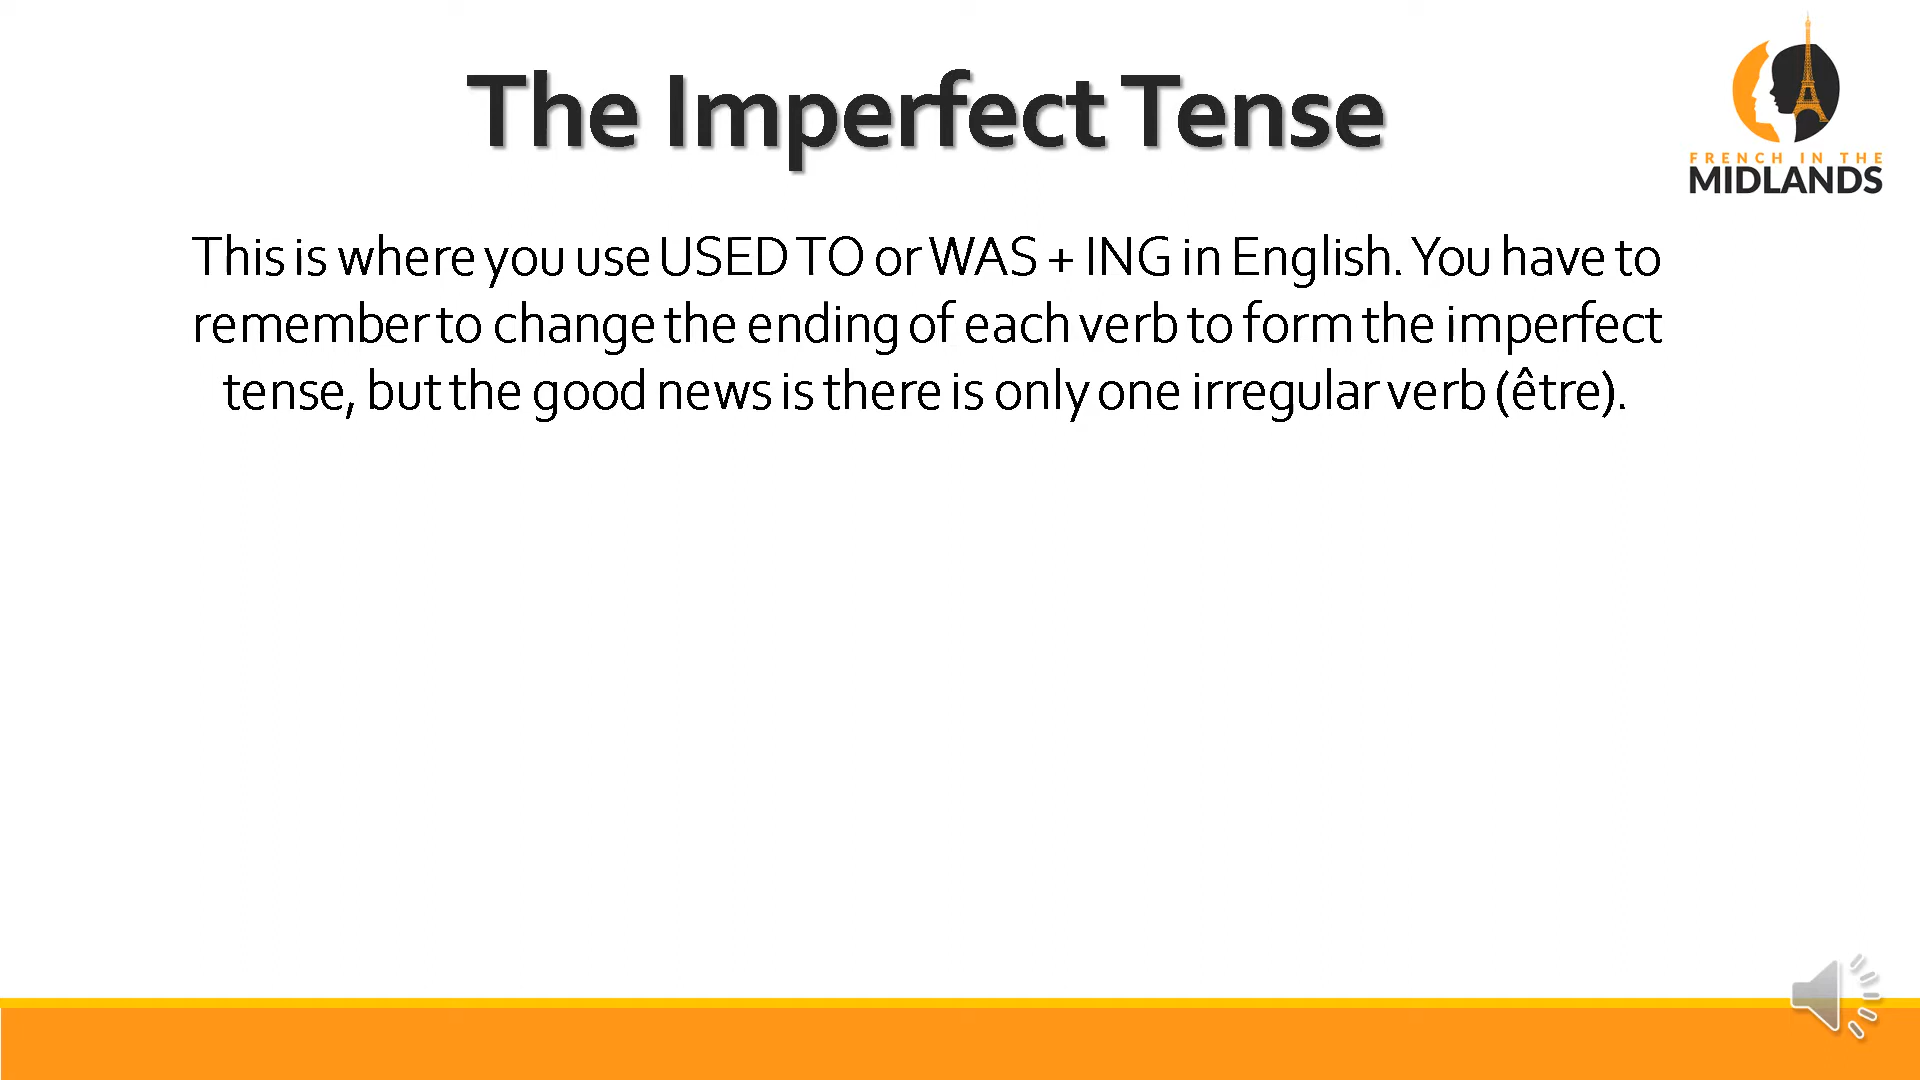 The Imperfect Tense
FRENCH IN THE
MIDLANDS
This is where you use USED TO or WAS + ING in English. You have to
remember to change the ending of each verb to form the imperfect
tense, but the good news is there is only one irregular verb (être).